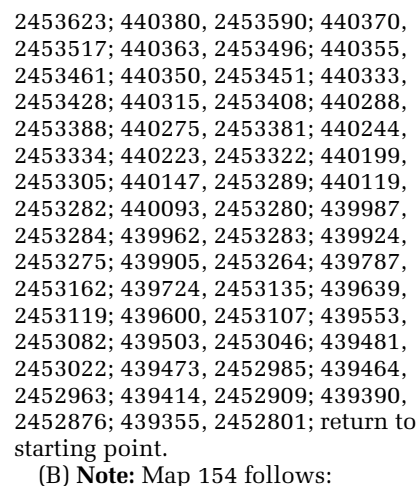 2453623; 440380, 2453590; 440370,
2453517; 440363, 2453496; 440355,
2453461; 440350, 2453451; 440333,
2453428; 440315, 2453408; 440288,
2453388; 440275, 2453381; 440244,
2453334; 440223, 2453322; 440199,
2453305; 440147, 2453289; 440119,
2453282; 440093, 2453280; 439987,
2453284; 439962, 2453283; 439924,
2453275; 439905, 2453264; 439787,
2453162; 439724, 2453135; 439639,
2453119; 439600, 2453107; 439553,
2453082; 439503, 2453046; 439481,
2453022; 439473, 2452985; 439464,
2452963; 439414, 2452909; 439390,
2452876; 439355, 2452801; return to
starting point.
(B) Note: Map 154 follows: